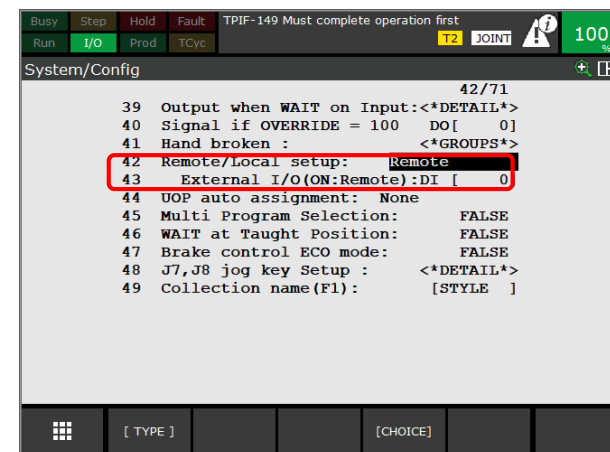 Busy Step Hold Fault TPIF-149 Must complete operation first
Run I/O Prod TCyc T2 JOINT 100 %
System/Config
42/71
39 Output when WAIT on Input:<*DETAIL*>
40 Signal if OVERRIDE = 100 DO[ 0]
41 Hand broken : <*GROUPS*>
42 Remote/Local setup: Remote
43 External I/O(ON:Remote):DI [ 0
44 UOP auto assignment: None
45 Multi Program Selection: FALSE
46 WAIT at Taught Position: FALSE
47 Brake control ECO mode: FALSE
48 J7,J8 jog key Setup : <*DETAIL*>
49 Collection name(F1): [STYLE ]
[ TYPE ] [CHOICE]